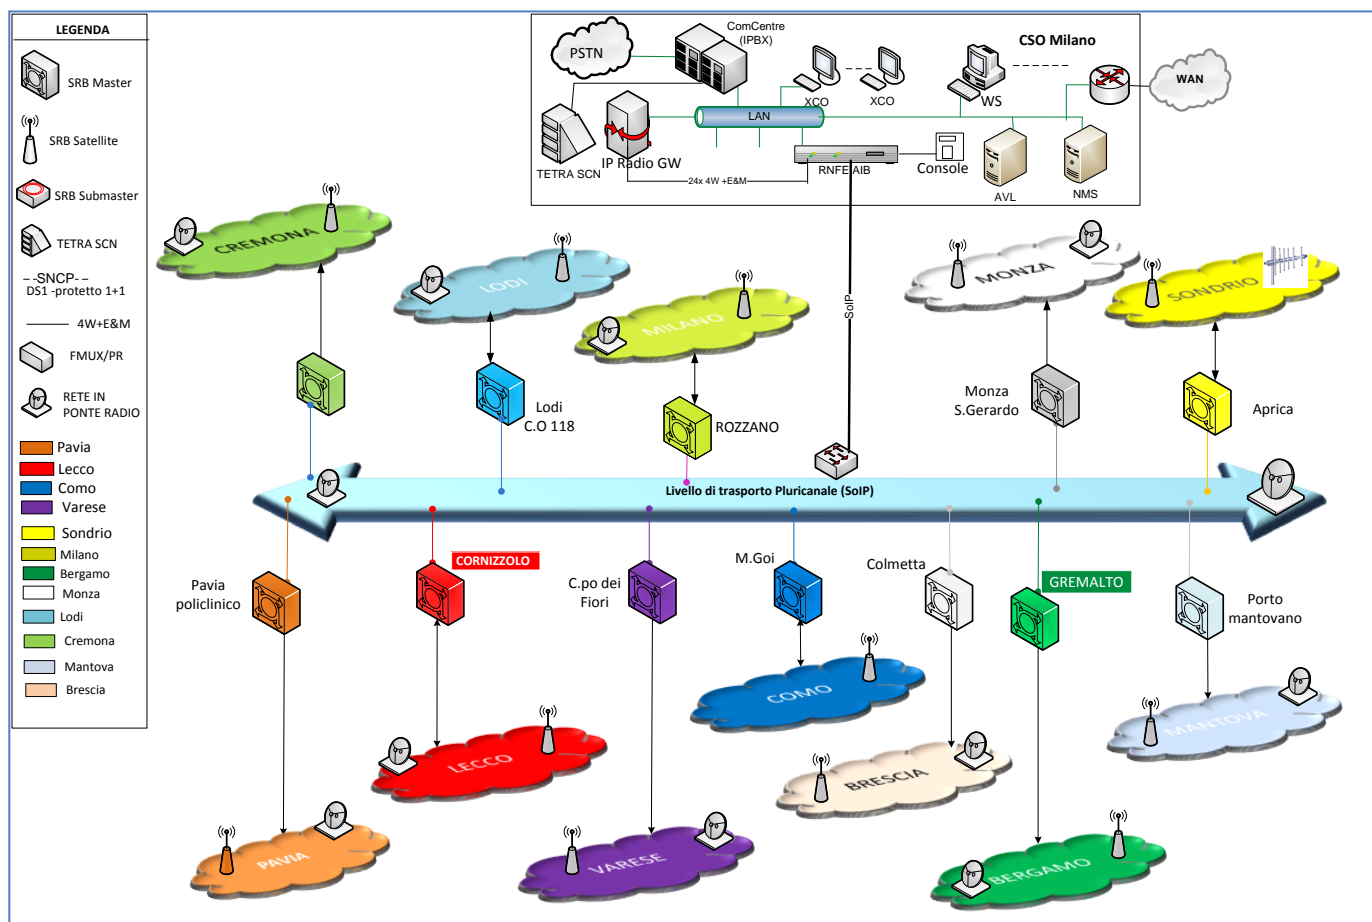 LEGENDA
SRB Master
SRB Satellite
SRB Submaster
TETRA SCN
---SNCP--
DS1 -protetto 1+1
4W+E&M
FMUX/PR
RETE IN
PONTE RADIO
Pavia
Lecco
Como
Varese
Sondrio
Milano
Bergamo
Monza
Lodi
Cremona
Mantova
Brescia
PSTN
ComCentre
(IPBX)
CSO Milano
XCO
XCO
WS
WAN
LAN
TETRA SCN
IP Radio GW
24x 4W +E&M
RNFE AIB
Console
AVL
NMS
SoIP
CREMONA
LODI
MILANO
MONZA
SONDRIO
Lodi
C.O 118
ROZZANO
Monza
S.Gerardo
Aprica
Livello di trasporto Pluricanale (SoIP)
Pavia
policlinico
CORNIZZOLO
C.po dei
Fiori
M.Goi
Colmetta
GREMALTO
Porto
mantovano
COMO
MANTOVA
LECCO
BRESCIA
PAVIA
VARESE
BERGAMO